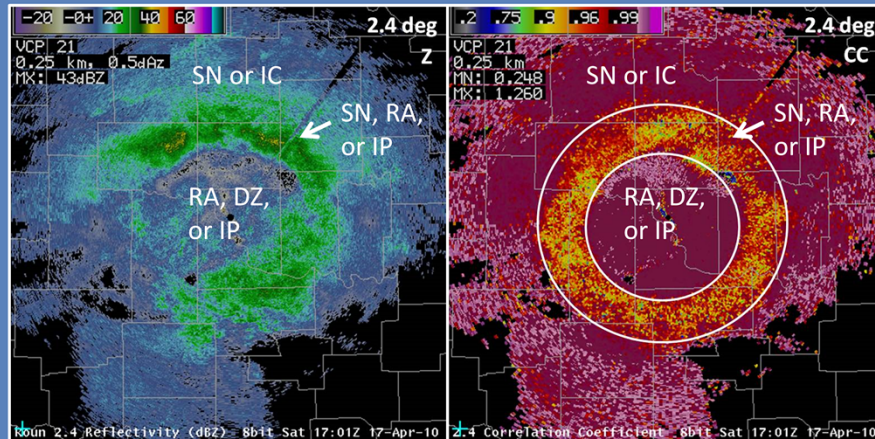 -20 -0+ 20 40 60
2.4 deg
VCP 21
Z
0.25 km, 0.5dAz
MX: 43dBZ
SN or IC
SN, RA,
or IP
RA, DZ,
or IP
Koun 2.4 Reflectivity (dBZ) 8bit Sat 17:01Z 17-Apr-10
.2 .75 .9 .96 .99
2.4 deg
VCP 21
CC
0.25 km
MN: 0.248
MX: 1.260
SN or IC
SN, RA,
or IP
RA, DZ,
or IP
2.4 Correlation Coefficient 8bit Sat 17:01Z 17-Apr-10